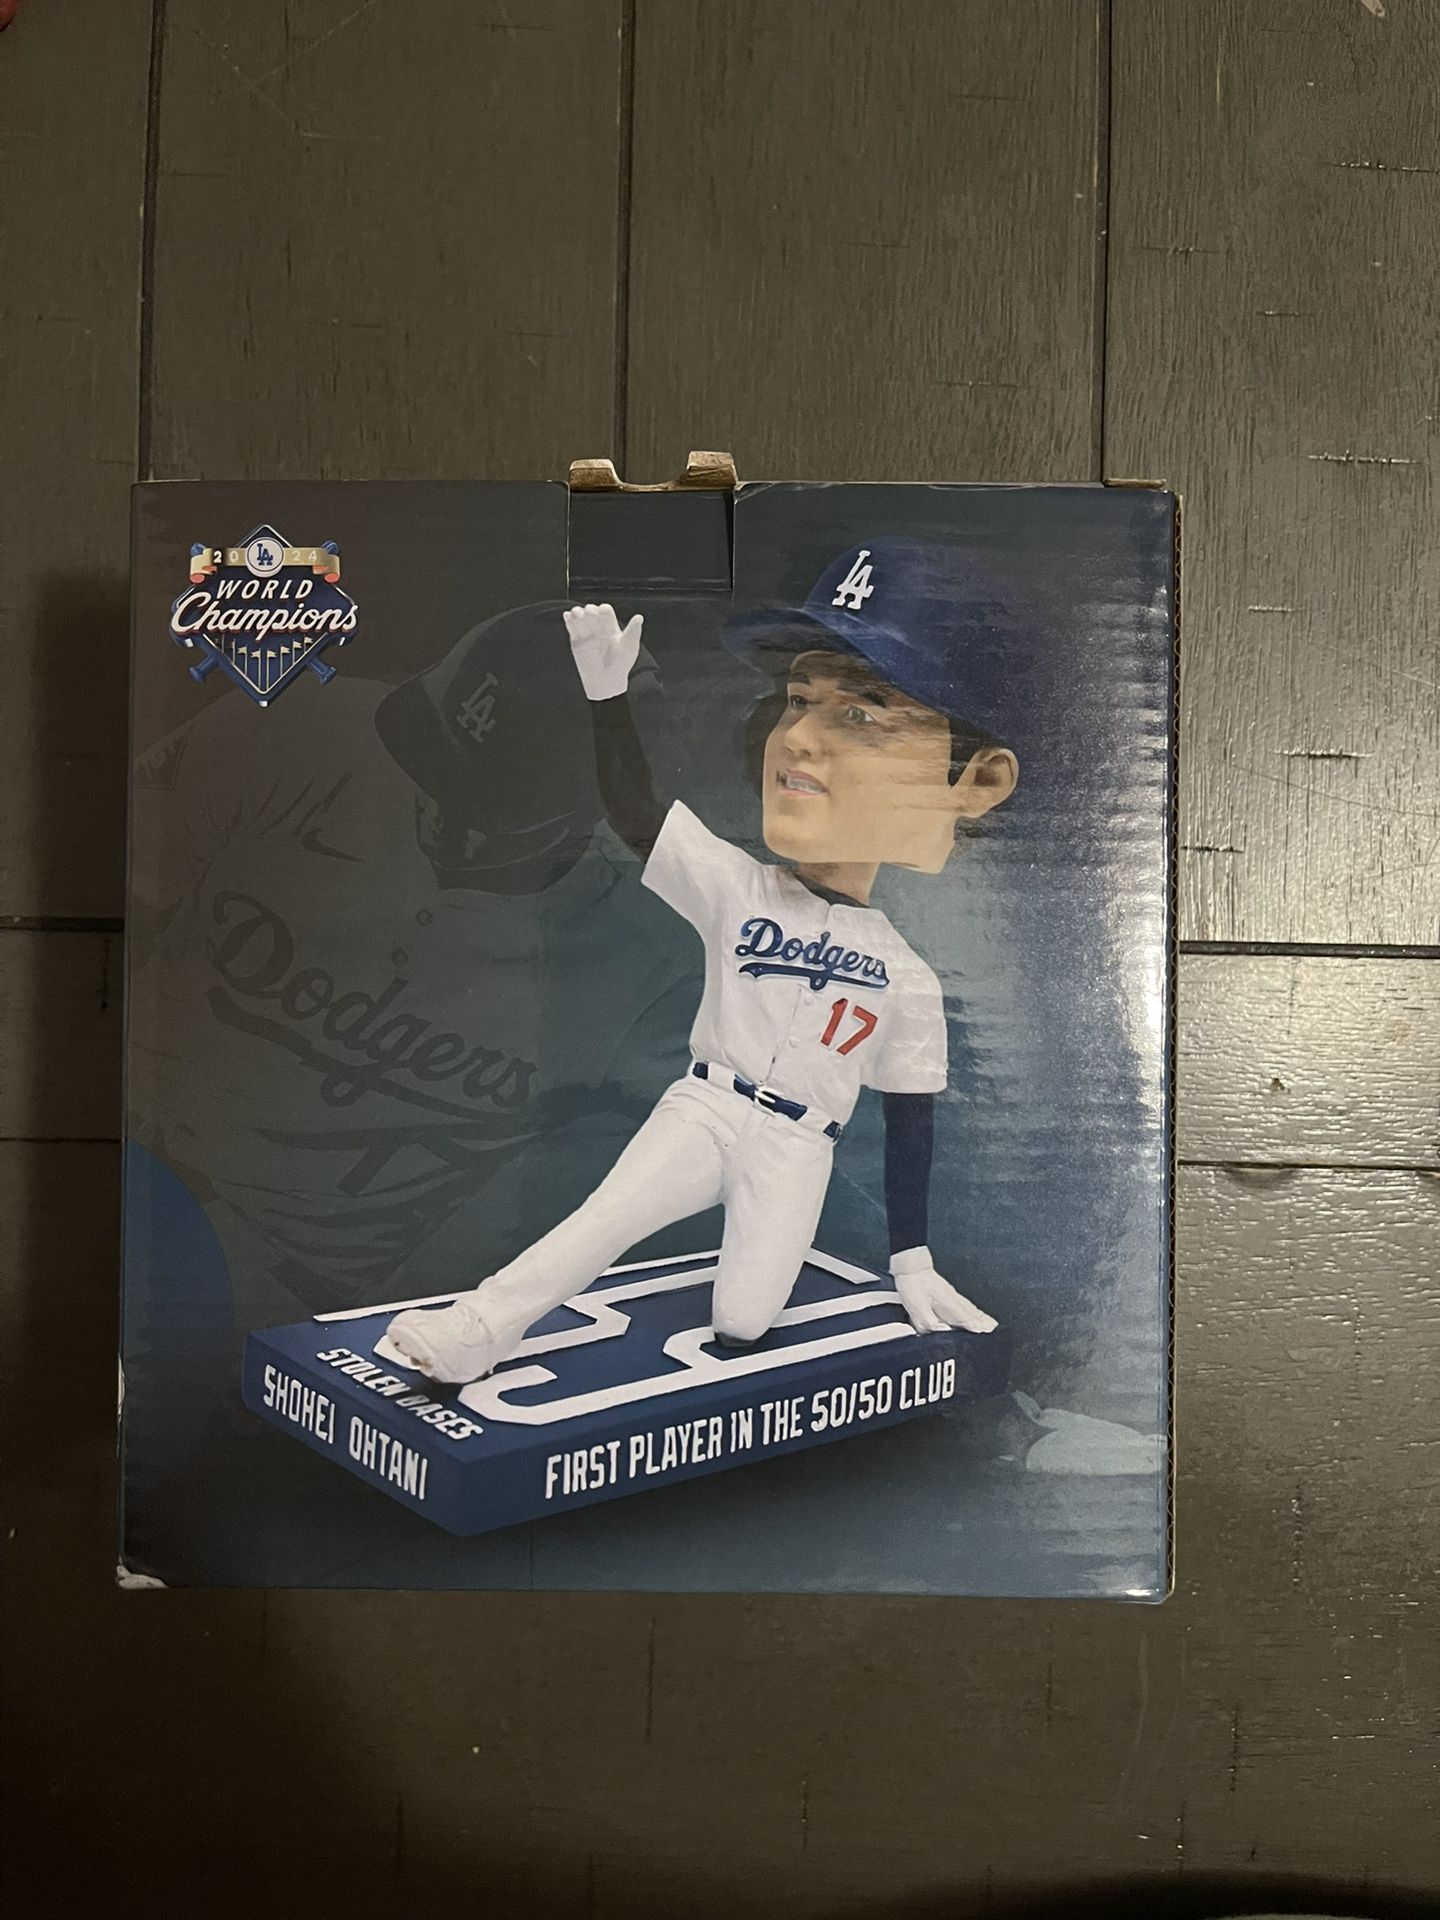 2024
LA
WORLD
Champions
LA
LA
Dodgers
17
Dodgers
17
STOLEN BASES
SHOHEI OHTANI
FIRST PLAYER IN THE 50/50 CLUB